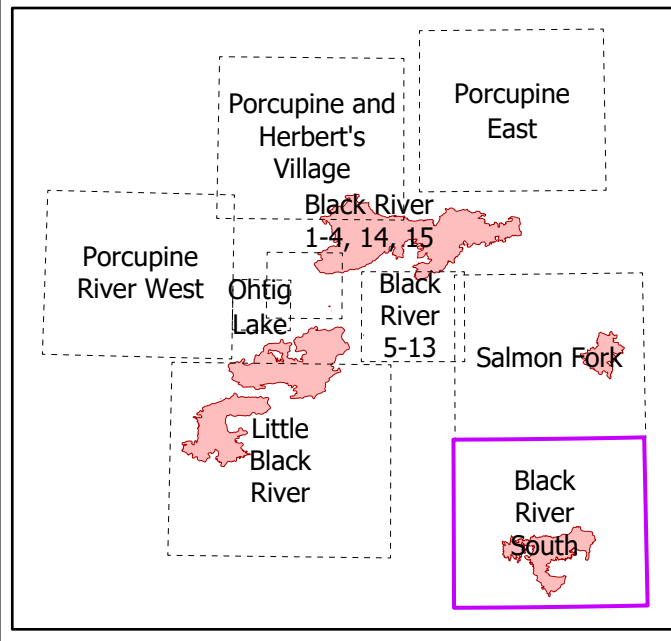 Porcupine
East
Porcupine and
Herbert's
Village
Black River
1-4, 14, 15
Porcupine
River West
Ohtig
Lake
Black
River
5-13
Salmon Fork
Little
Black
River
Black
River
South